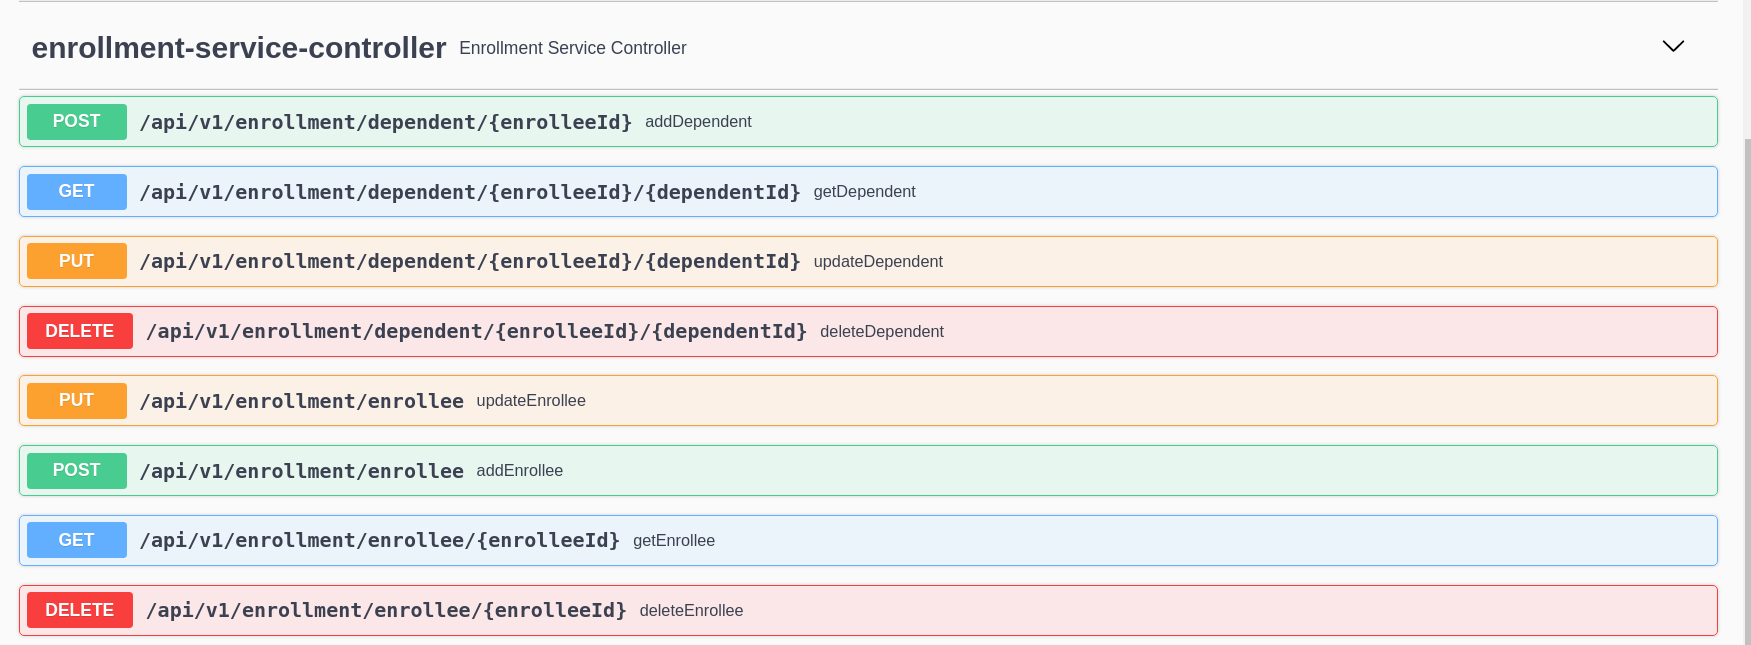 enrollment-service-controller Enrollment Service Controller
POST /api/v1/enrollment/dependent/{enrolleeId} addDependent
GET /api/v1/enrollment/dependent/{enrolleeId}/{dependentId} getDependent
PUT /api/v1/enrollment/dependent/{enrolleeId}/{dependentId} updateDependent
DELETE /api/v1/enrollment/dependent/{enrolleeId}/{dependentId} deleteDependent
PUT /api/v1/enrollment/enrollee updateEnrollee
POST /api/v1/enrollment/enrollee addEnrollee
GET /api/v1/enrollment/enrollee/{enrolleeId} getEnrollee
DELETE /api/v1/enrollment/enrollee/{enrolleeId} deleteEnrollee